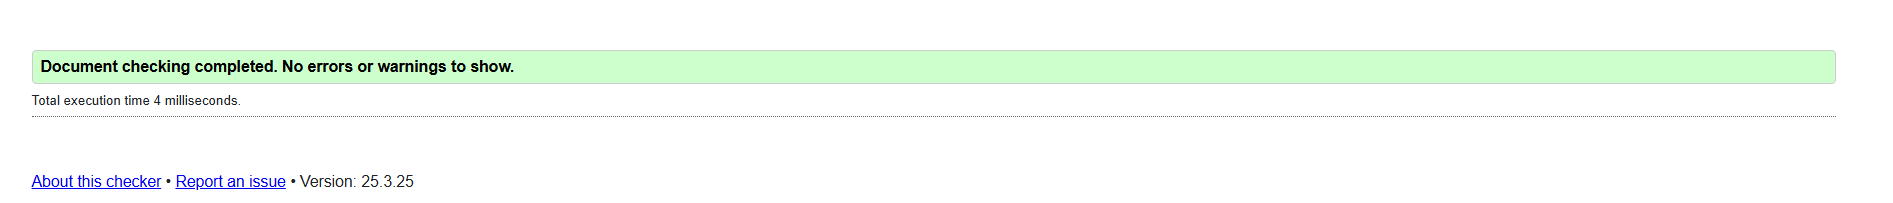 Document checking completed. No errors or warnings to show.
Total execution time 4 milliseconds.
About this checker • Report an issue • Version: 25.3.25